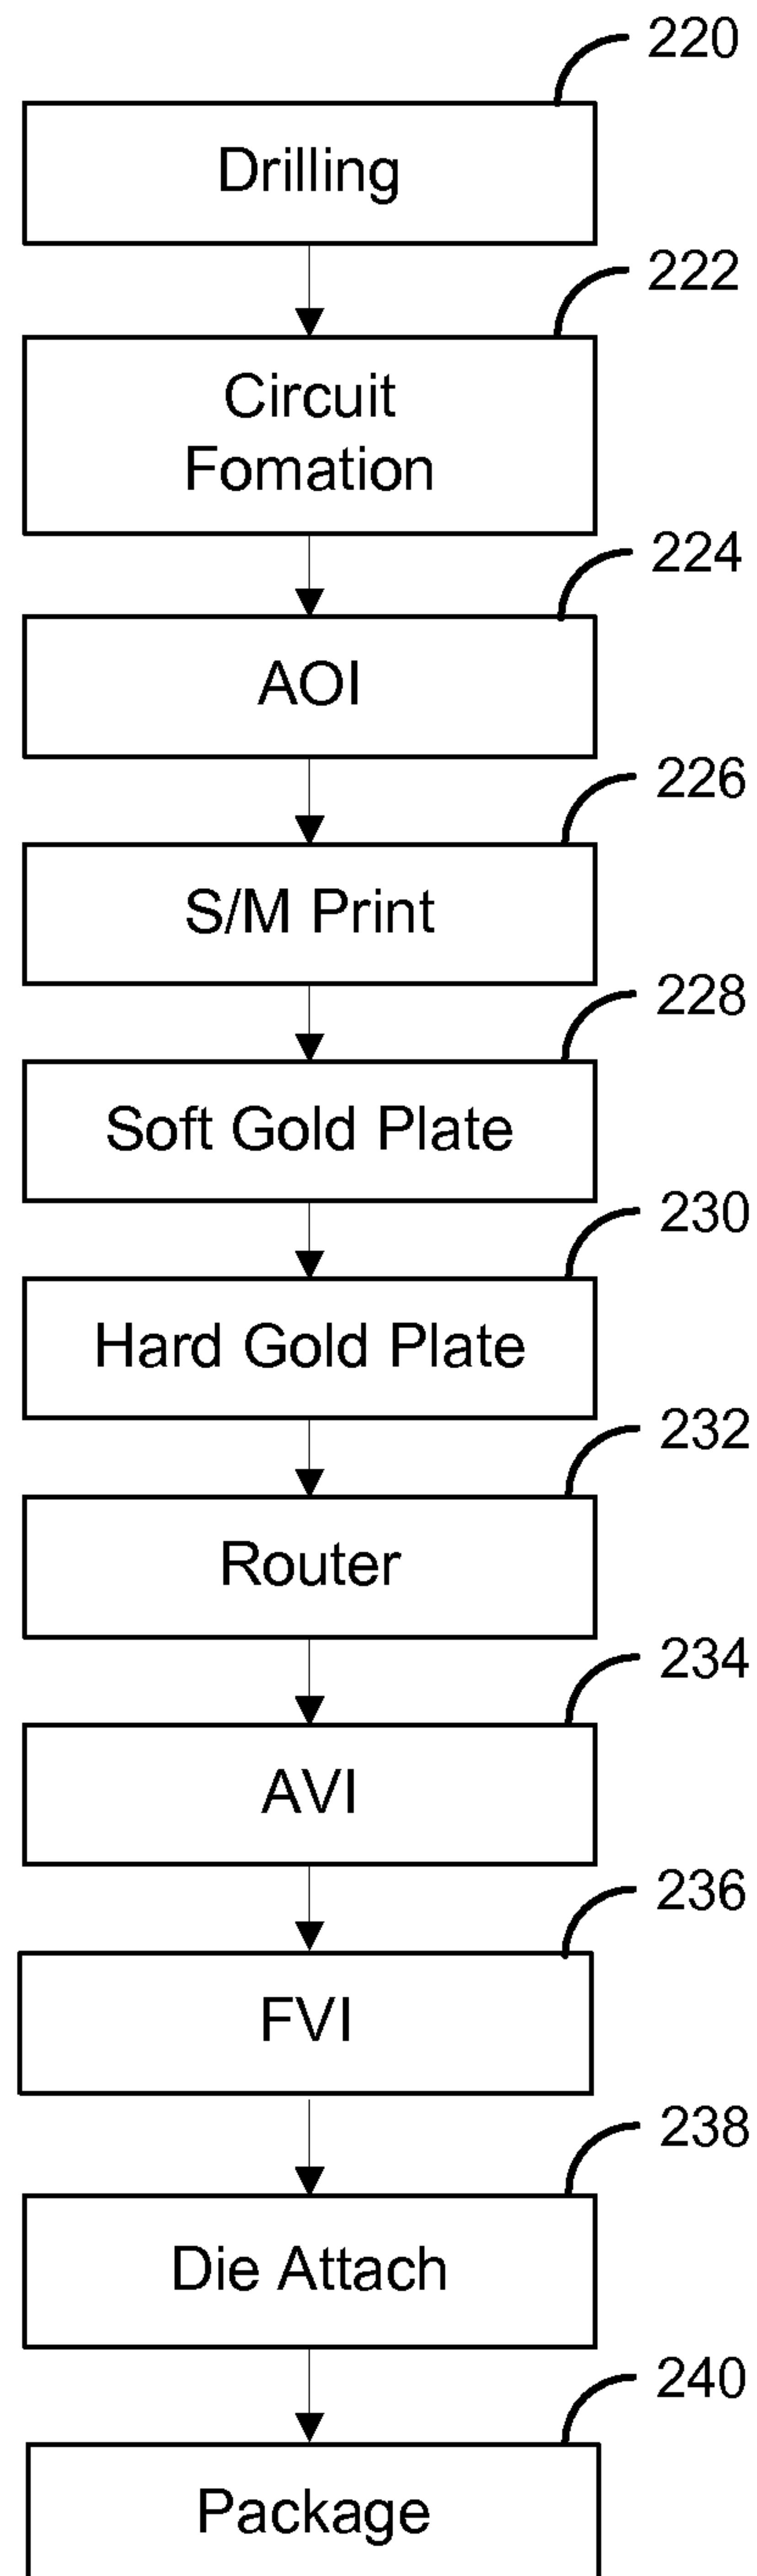 220
Drilling
222
Circuit
Fomation
224
AOI
226
S/M Print
228
Soft Gold Plate
230
Hard Gold Plate
232
Router
234
AVI
236
FVI
238
Die Attach
240
Package